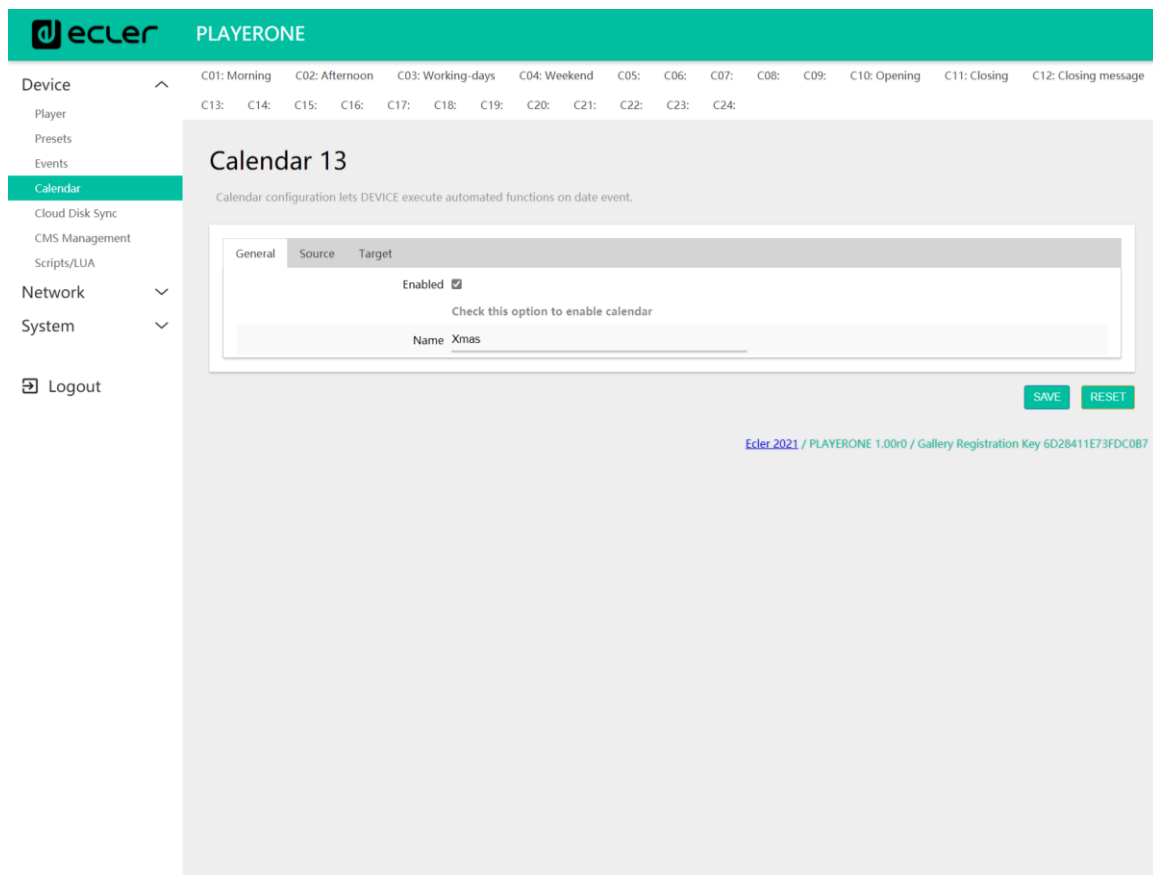 ecler
PLAYERONE
Device
Player
Presets
Events
Calendar
Cloud Disk Sync
CMS Management
Scripts/LUA
Network
System
Logout
C01: Morning C02: Afternoon C03: Working-days C04: Weekend C05: C06: C07: C08: C09: C10: Opening C11: Closing C12: Closing message
C13: C14: C15: C16: C17: C18: C19: C20: C21: C22: C23: C24:
Calendar 13
Calendar configuration lets DEVICE execute automated functions on date event.
General Source Target
Enabled
Check this option to enable calendar
Name Xmas
SAVE RESET
Ecler 2021 / PLAYERONE 1.00r0 / Gallery Registration Key 6D28411E73FDC0B7